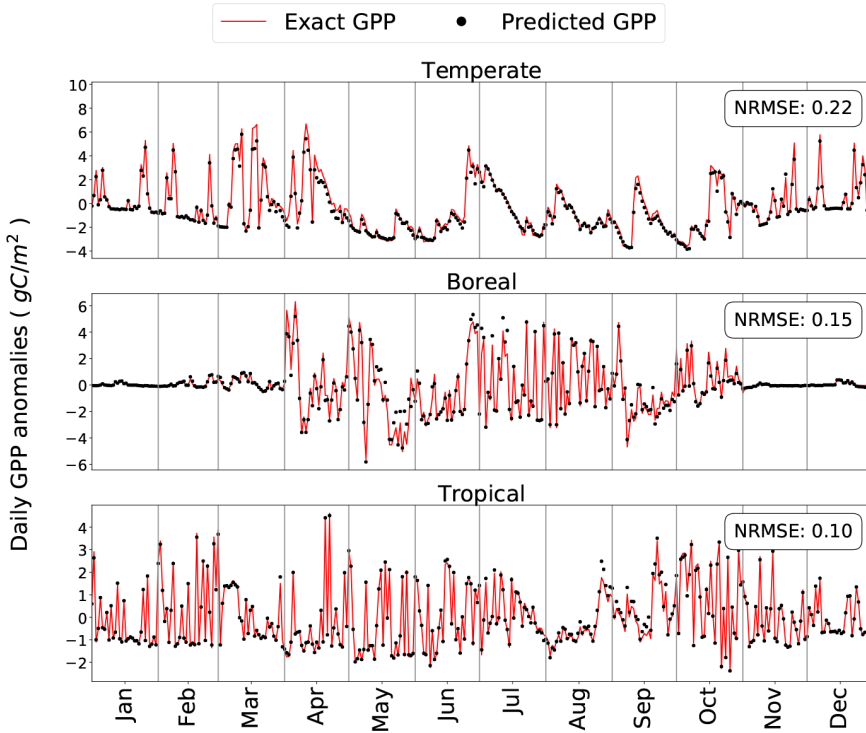 Exact GPP
Predicted GPP
Temperate
NRMSE: 0.22
10
8
6
4
2
0
−2
−4
Boreal
NRMSE: 0.15
6
4
2
0
−2
−4
−6
Tropical
NRMSE: 0.10
4
3
2
1
0
−1
−2
Daily GPP anomalies ( gC/m²  )
Jan Feb Mar Apr May Jun Jul Aug Sep Oct Nov Dec